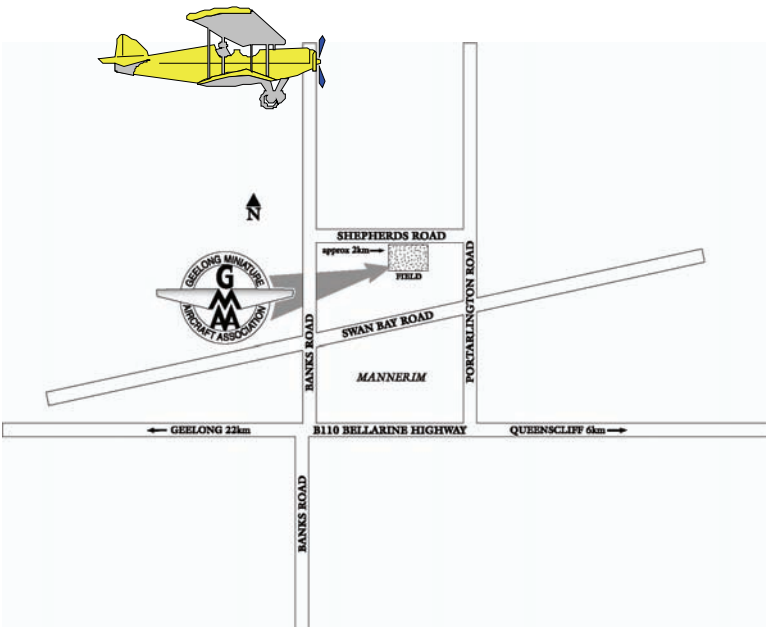 N
SHEPHERDS ROAD
approx 2km
FIELD
GEELONG MINIATURE
G
M
AA
AIRCRAFT ASSOCIATION
SWAN BAY ROAD
PORTARLINGTON ROAD
BANKS ROAD
MANNERIM
GEELONG 22km
B110 BELLARINE HIGHWAY
QUEENSCLIFF 6km
BANKS ROAD